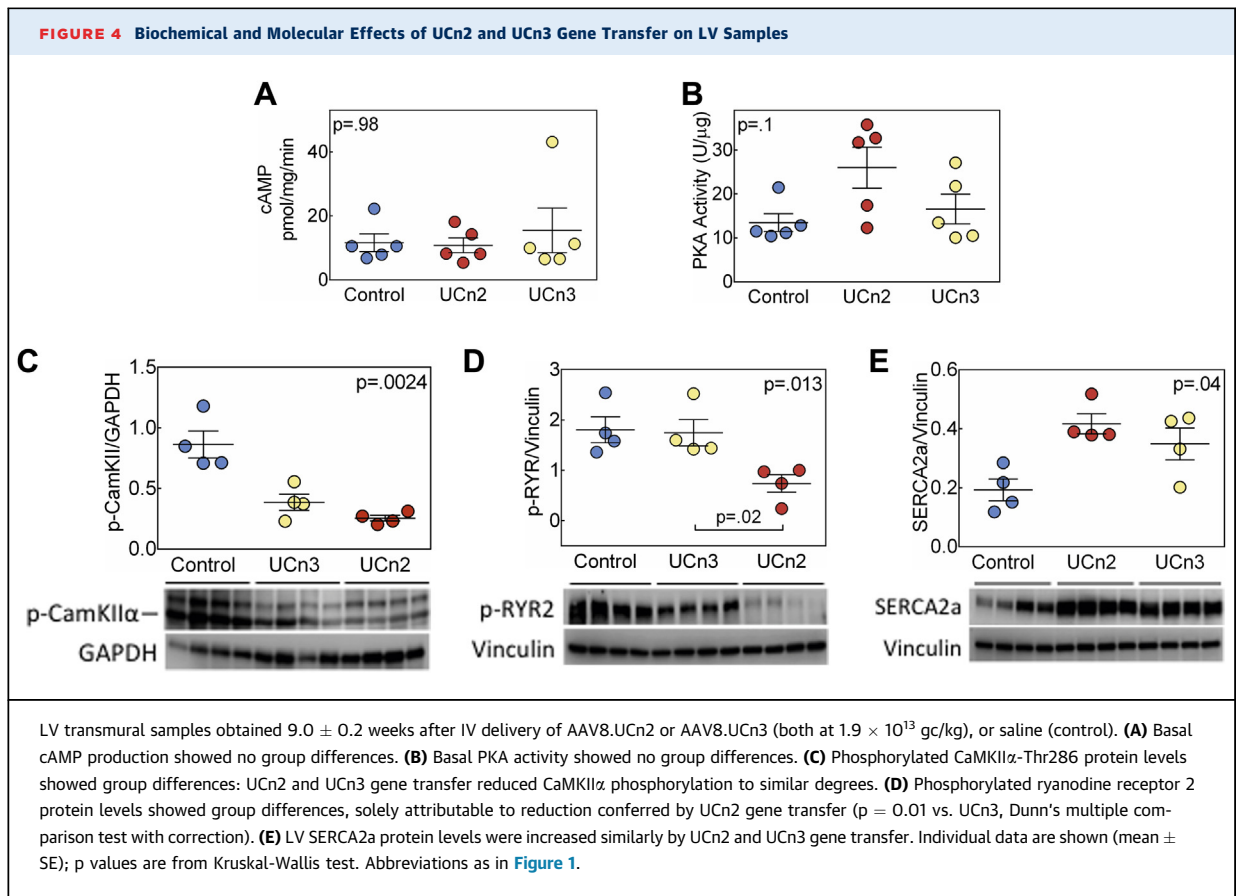 FIGURE 4 Biochemical and Molecular Effects of UCn2 and UCn3 Gene Transfer on LV Samples
A
p=.98
cAMP
pmol/mg/min
40
20
0
Control UCn2 UCn3
B
p=.1
PKA Activity (U/µg)
30
20
10
0
Control UCn2 UCn3
C
p-CamKII/GAPDH
1.5
1.0
0.5
0.0
p=.0024
Control UCn3 UCn2
p-CamKIIα
GAPDH
D
p-RYR/Vinculin
3
2
1
0
p=.013
p=.02
Control UCn3 UCn2
p-RYR2
Vinculin
E
SERCA2a/Vinculin
0.6
0.4
0.2
0.0
p=.04
Control UCn2 UCn3
SERCA2a
Vinculin
LV transmural samples obtained 9.0 ± 0.2 weeks after IV delivery of AAV8.UCn2 or AAV8.UCn3 (both at 1.9 × 10¹³ gc/kg), or saline (control). (A) Basal
cAMP production showed no group differences. (B) Basal PKA activity showed no group differences. (C) Phosphorylated CaMKIIα-Thr286 protein levels
showed group differences: UCn2 and UCn3 gene transfer reduced CaMKIIα phosphorylation to similar degrees. (D) Phosphorylated ryanodine receptor 2
protein levels showed group differences, solely attributable to reduction conferred by UCn2 gene transfer (p = 0.01 vs. UCn3, Dunn's multiple com-
parison test with correction). (E) LV SERCA2a protein levels were increased similarly by UCn2 and UCn3 gene transfer. Individual data are shown (mean ±
SE); p values are from Kruskal-Wallis test. Abbreviations as in Figure 1.